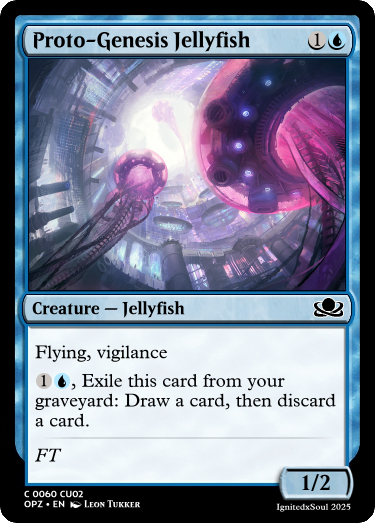 Proto-Genesis Jellyfish 1
Creature — Jellyfish
Flying, vigilance
1, Exile this card from your
graveyard: Draw a card, then discard
a card.
FT
1/2
C 0060 CU02
OPZ • EN LEON TUKKER
IgnitedxSoul 2025